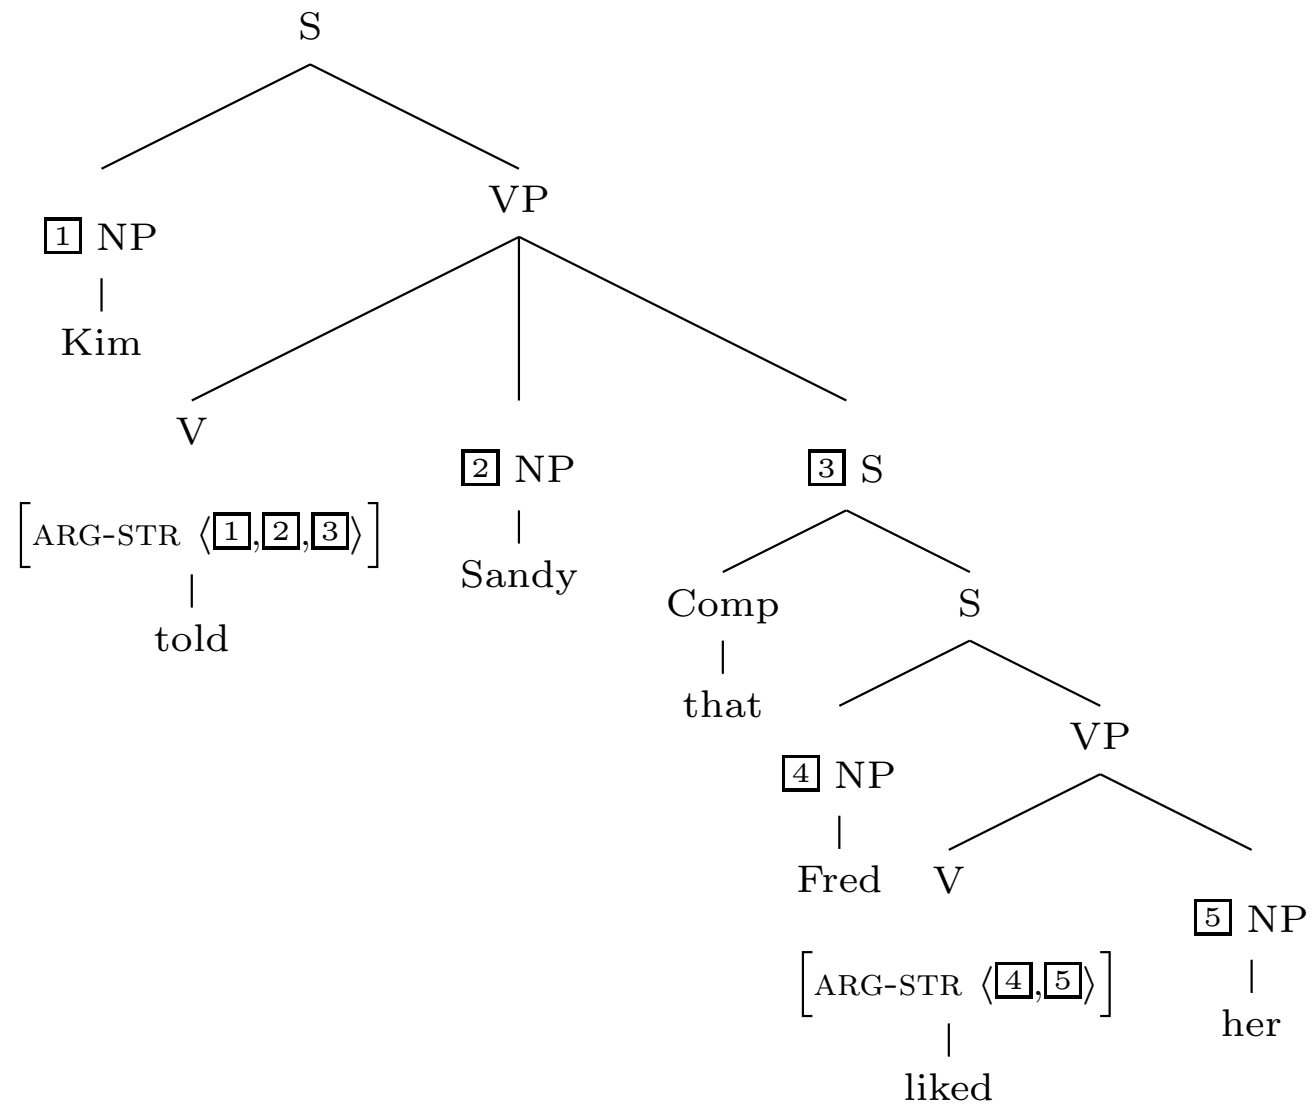 S
VP
1 NP
Kim
V
2 NP
3 S
[ARG-STR ⟨1,2,3⟩]
Sandy
told
Comp
S
that
VP
4 NP
Fred
V
5 NP
[ARG-STR ⟨4,5⟩]
her
liked